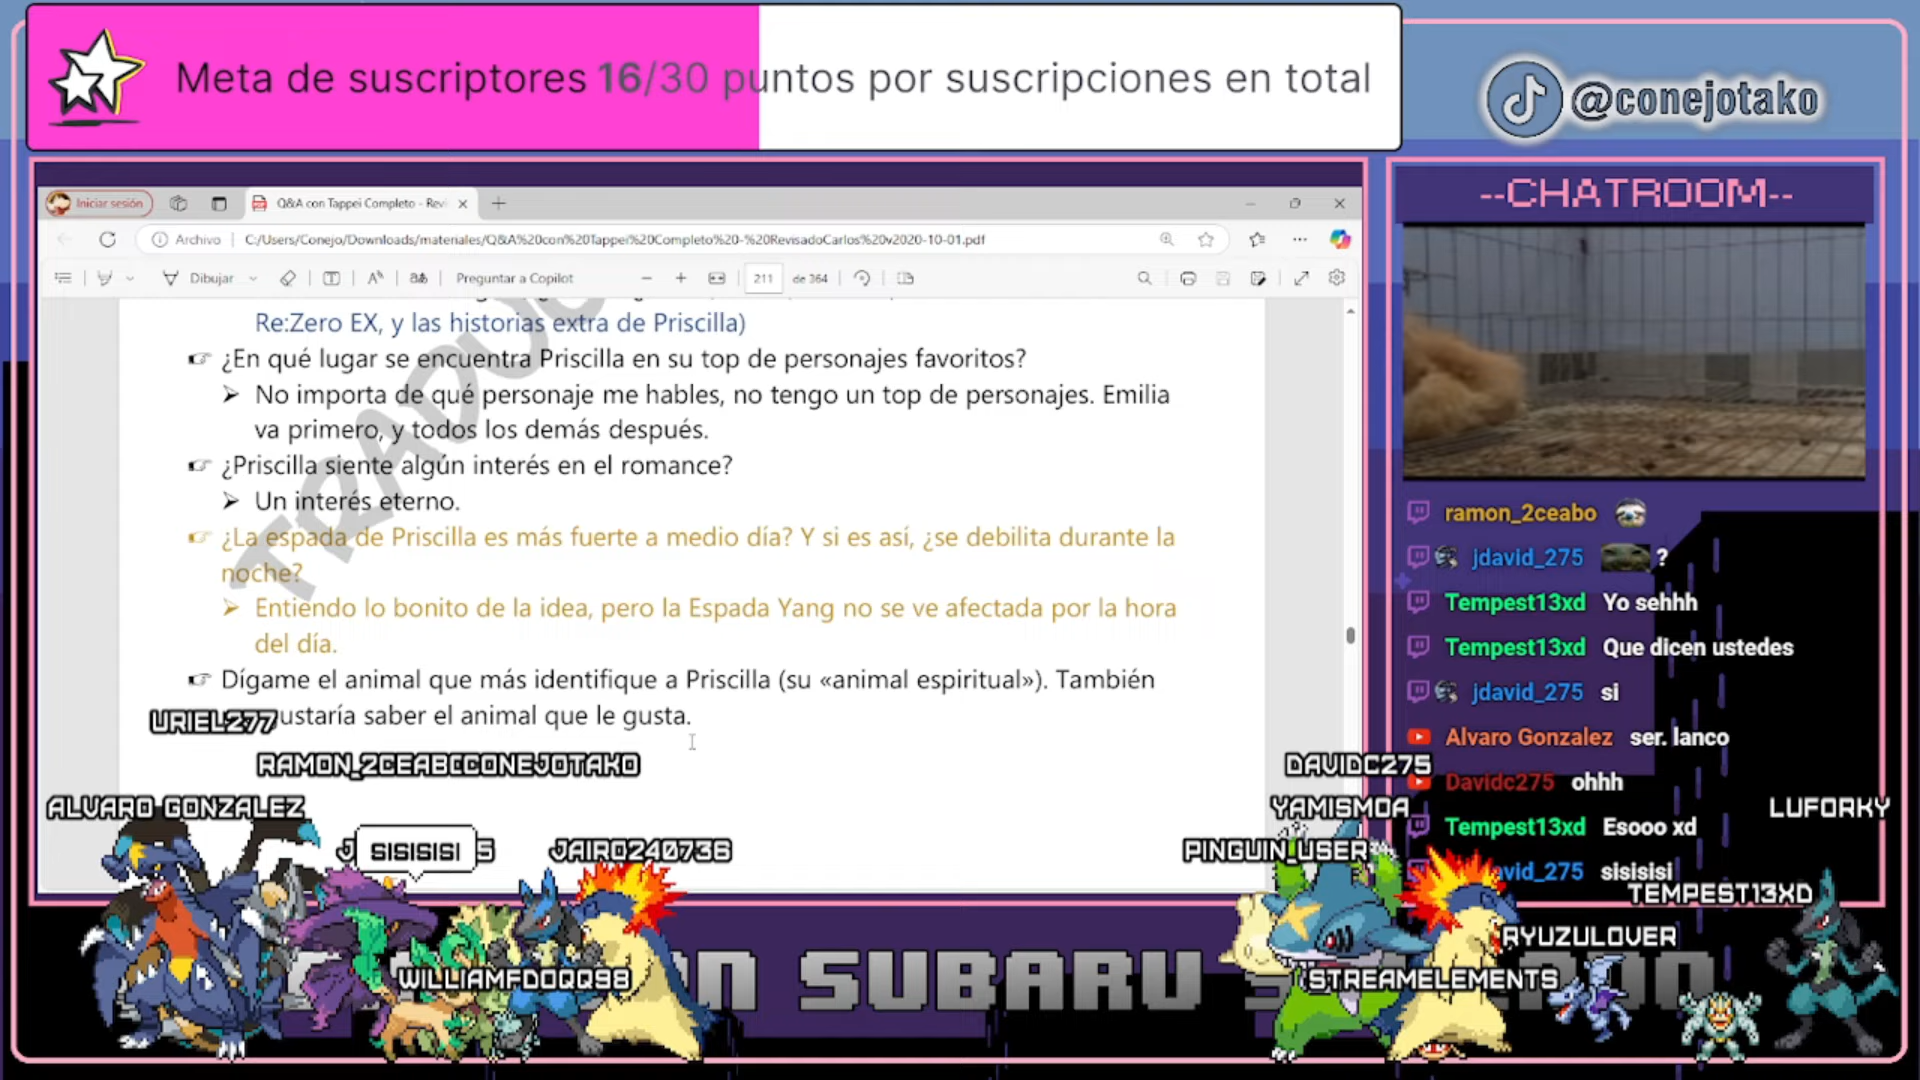 Meta de suscriptores 16/30 puntos por suscripciones en total
@conejotako
--CHATROOM--
Iniciar sesión
Q&A con Tappei Completo - Revi
Archivo
C:/Users/Conejo/Downloads/materiales/Q&A%20con%20Tappei%20Completo%20-%20RevisadoCarlos%20v2020-10-01.pdf
Dibujar
Preguntar a Copilot
211 de 364
Re:Zero EX, y las historias extra de Priscilla)
¿En qué lugar se encuentra Priscilla en su top de personajes favoritos?
No importa de qué personaje me hables, no tengo un top de personajes. Emilia
va primero, y todos los demás después.
¿Priscilla siente algún interés en el romance?
Un interés eterno.
¿La espada de Priscilla es más fuerte a medio día? Y si es así, ¿se debilita durante la
noche?
Entiendo lo bonito de la idea, pero la Espada Yang no se ve afectada por la hora
del día.
Dígame el animal que más identifique a Priscilla (su «animal espiritual»). También
ustaría saber el animal que le gusta.
ramon_2ceabo
jdavid_275 ?
Tempest13xd Yo sehhh
Tempest13xd Que dicen ustedes
jdavid_275 si
Alvaro Gonzalez ser. lanco
Davidc275 ohhh
Tempest13xd Esooo xd
avid_275 sisisisi
URIEL277
RAMON_2CEABO
CONEJOTAKO
ALVARO GONZALEZ
SISISISI
JAIRO240736
DAVIDC275
YAMISMOA
PINGUIN_USER
LUFORKY
TEMPEST13XD
RYUZULOVER
WILLIAMFDOQQ98
STREAMELEMENTS
ON SUBARU